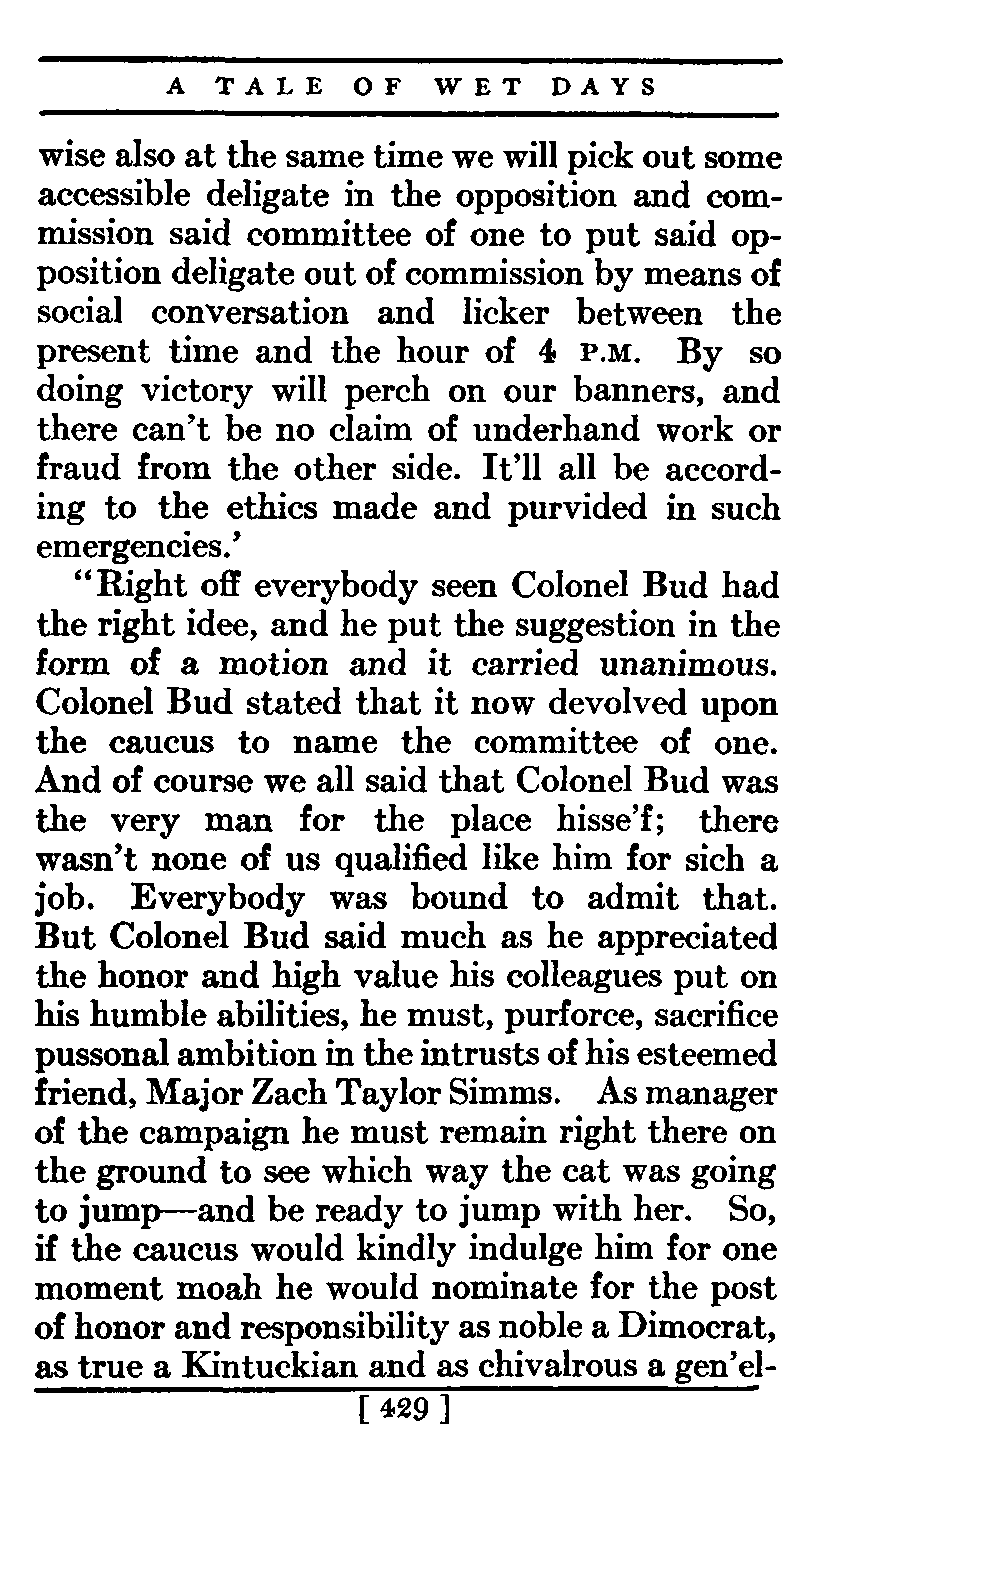 A TALE OF WET DAYS
wise also at the same time we will pick out some
accessible deligate in the opposition and com-
mission said committee of one to put said op-
position deligate out of commission by means of
social conversation and licker between the
present time and the hour of 4 P.M. By so
doing victory will perch on our banners, and
there can't be no claim of underhand work or
fraud from the other side. It'll all be accord-
ing to the ethics made and purvided in such
emergencies.'
"Right off everybody seen Colonel Bud had
the right idee, and he put the suggestion in the
form of a motion and it carried unanimous.
Colonel Bud stated that it now devolved upon
the caucus to name the committee of one.
And of course we all said that Colonel Bud was
the very man for the place hisse'f; there
wasn't none of us qualified like him for sich a
job. Everybody was bound to admit that.
But Colonel Bud said much as he appreciated
the honor and high value his colleagues put on
his humble abilities, he must, purforce, sacrifice
pussonal ambition in the intrusts of his esteemed
friend, Major Zach Taylor Simms. As manager
of the campaign he must remain right there on
the ground to see which way the cat was going
to jump—and be ready to jump with her. So,
if the caucus would kindly indulge him for one
moment moah he would nominate for the post
of honor and responsibility as noble a Dimocrat,
as true a Kintuckian and as chivalrous a gen'el-
[ 429 ]